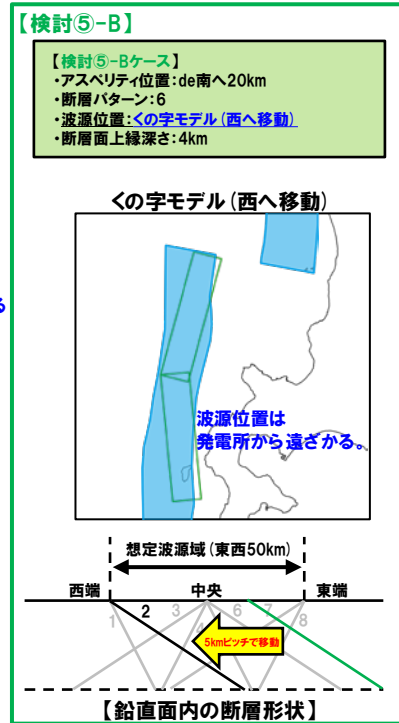 【検討⑤-B】
【検討⑤-Bケース】
・アスペリティ位置：de南へ20km
・断層パターン：6
・波源位置：くの字モデル（西へ移動）
・断層面上縁深さ：4km
くの字モデル（西へ移動）
る
波源位置は
発電所から遠ざかる。
想定波源域（東西50km）
西端 中央 東端
1 2 3 6 7 8
5kmピッチで移動
【鉛直面内の断層形状】